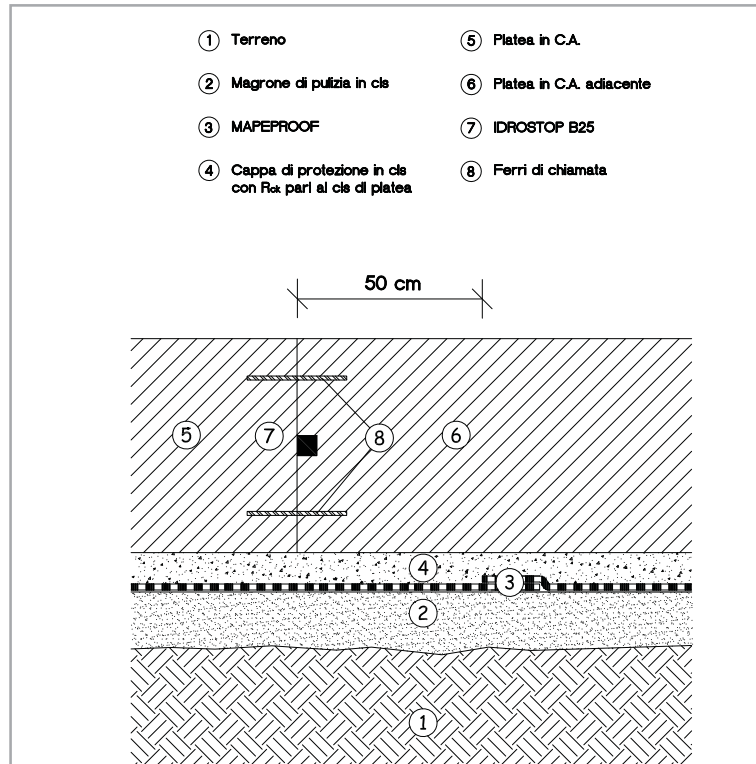 1 Terreno
2 Magrone di pulizia in cls
3 MAPEPROOF
4 Cappa di protezione in cls
con Rck pari al cls di platea
5 Platea in C.A.
6 Platea in C.A. adiacente
7 IDROSTOP B25
8 Ferri di chiamata
50 cm
5
7
8
6
4
3
2
1